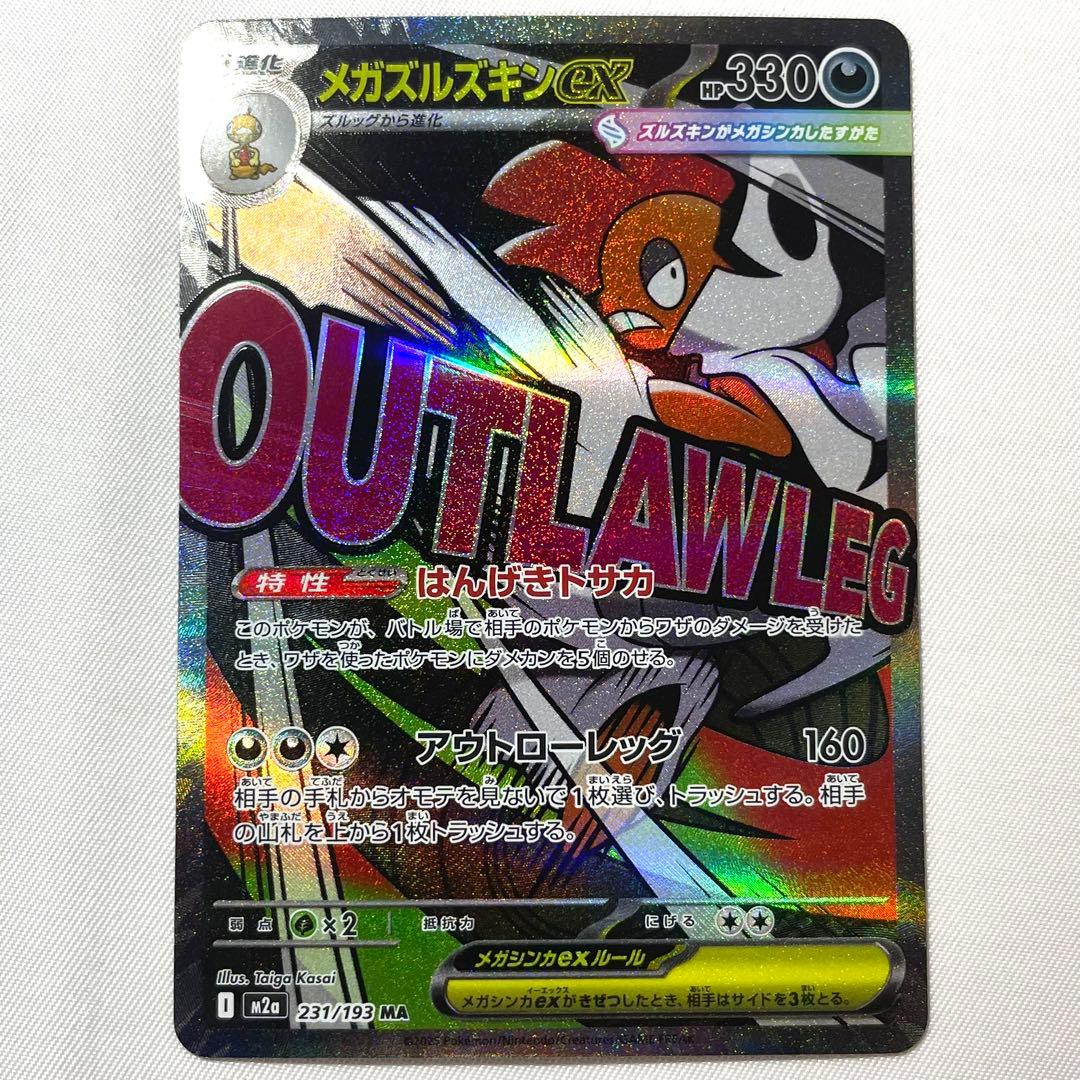 進化
メガズルズキンex
HP 330
ズルッグから進化
ズルズキンがメガシンカしたすがた
OUTLAWLEG
特性 はんげきトサカ
このポケモンが、バトル場で相手のポケモンからワザのダメージを受けた
とき、ワザを使ったポケモンにダメカンを5個のせる。
アウトローレッグ 160
相手の手札からオモテを見ないで1枚選び、トラッシュする。相手
の山札を上から1枚トラッシュする。
弱点 ×2 抵抗力 にげる
メガシンカexルール
メガシンカexがきぜつしたとき、相手はサイドを3枚とる。
Illus. Taiga Kasai
I m2a 231/193 MA
©2025 Pokémon/Nintendo/Creatures/GAME FREAK